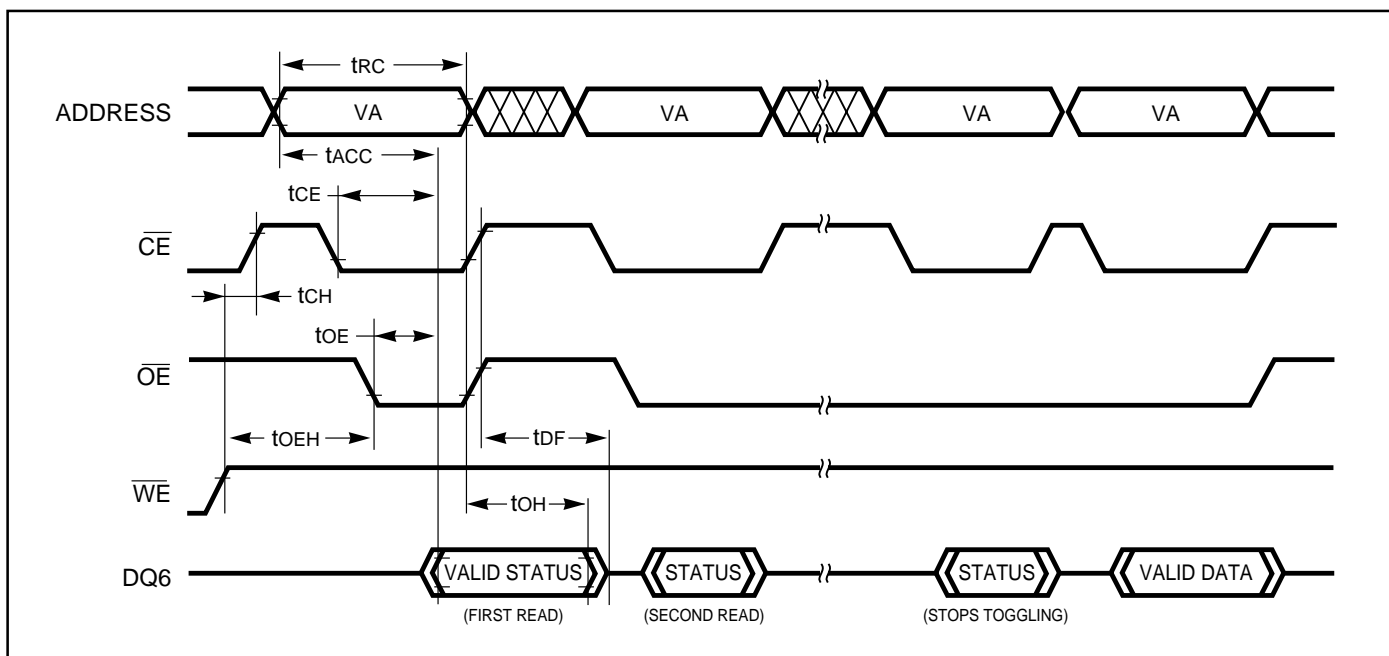 tRC
ADDRESS VA VA VA VA
tACC
tCE
CE
tCH
tOE
OE
tOEH tDF
WE
tOH
DQ6 VALID STATUS STATUS STATUS VALID DATA
(FIRST READ) (SECOND READ) (STOPS TOGGLING)